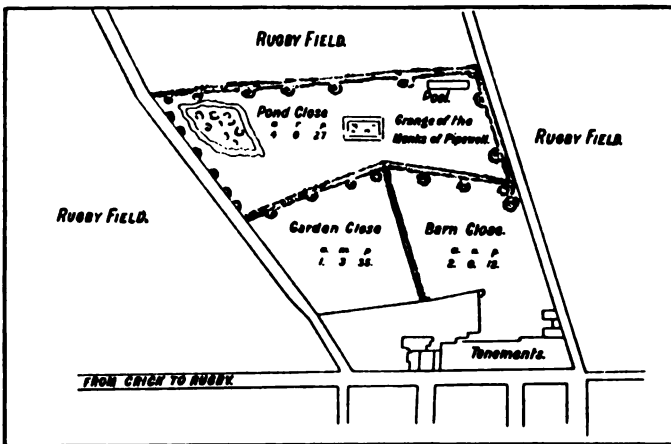 RUGBY FIELD.
Pool.
Pond Close
a r p
4 0 27
Grange of the
Monks of Pipewell.
RUGBY FIELD.
RUGBY FIELD.
Garden Close
a. m. p
1. 3 38.
Barn Close.
a. a. p
2. 0. 12.
Tenements.
FROM CRICK TO RUGBY.